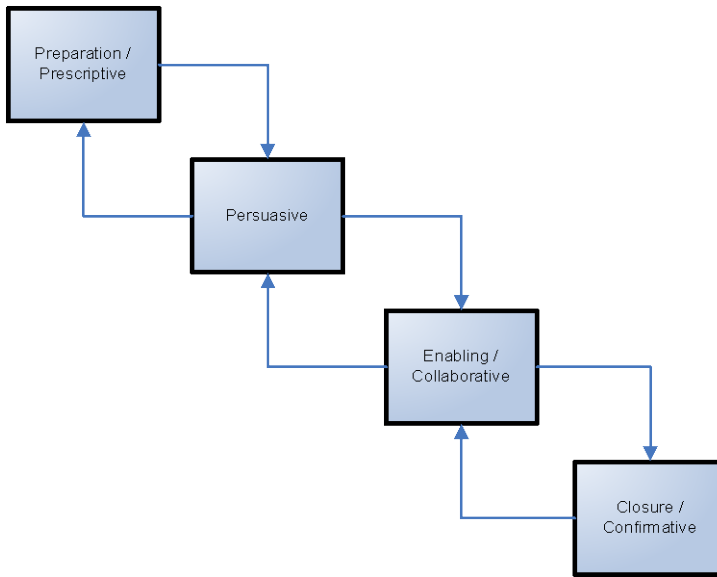 Preparation /
Prescriptive
Persuasive
Enabling /
Collaborative
Closure /
Confirmative